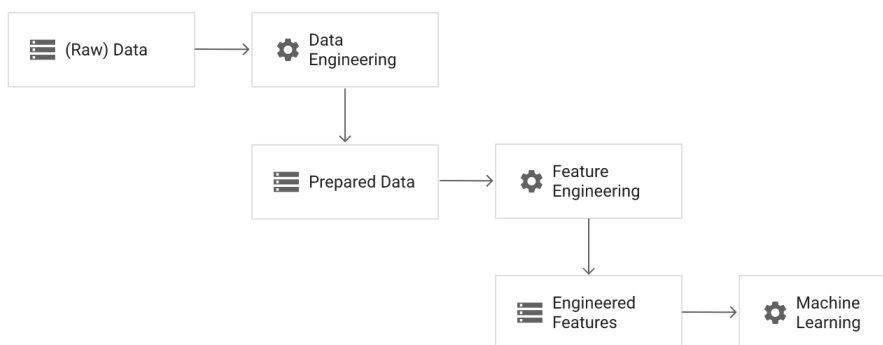 (Raw) Data
Data
Engineering
Prepared Data
Feature
Engineering
Engineered
Features
Machine
Learning